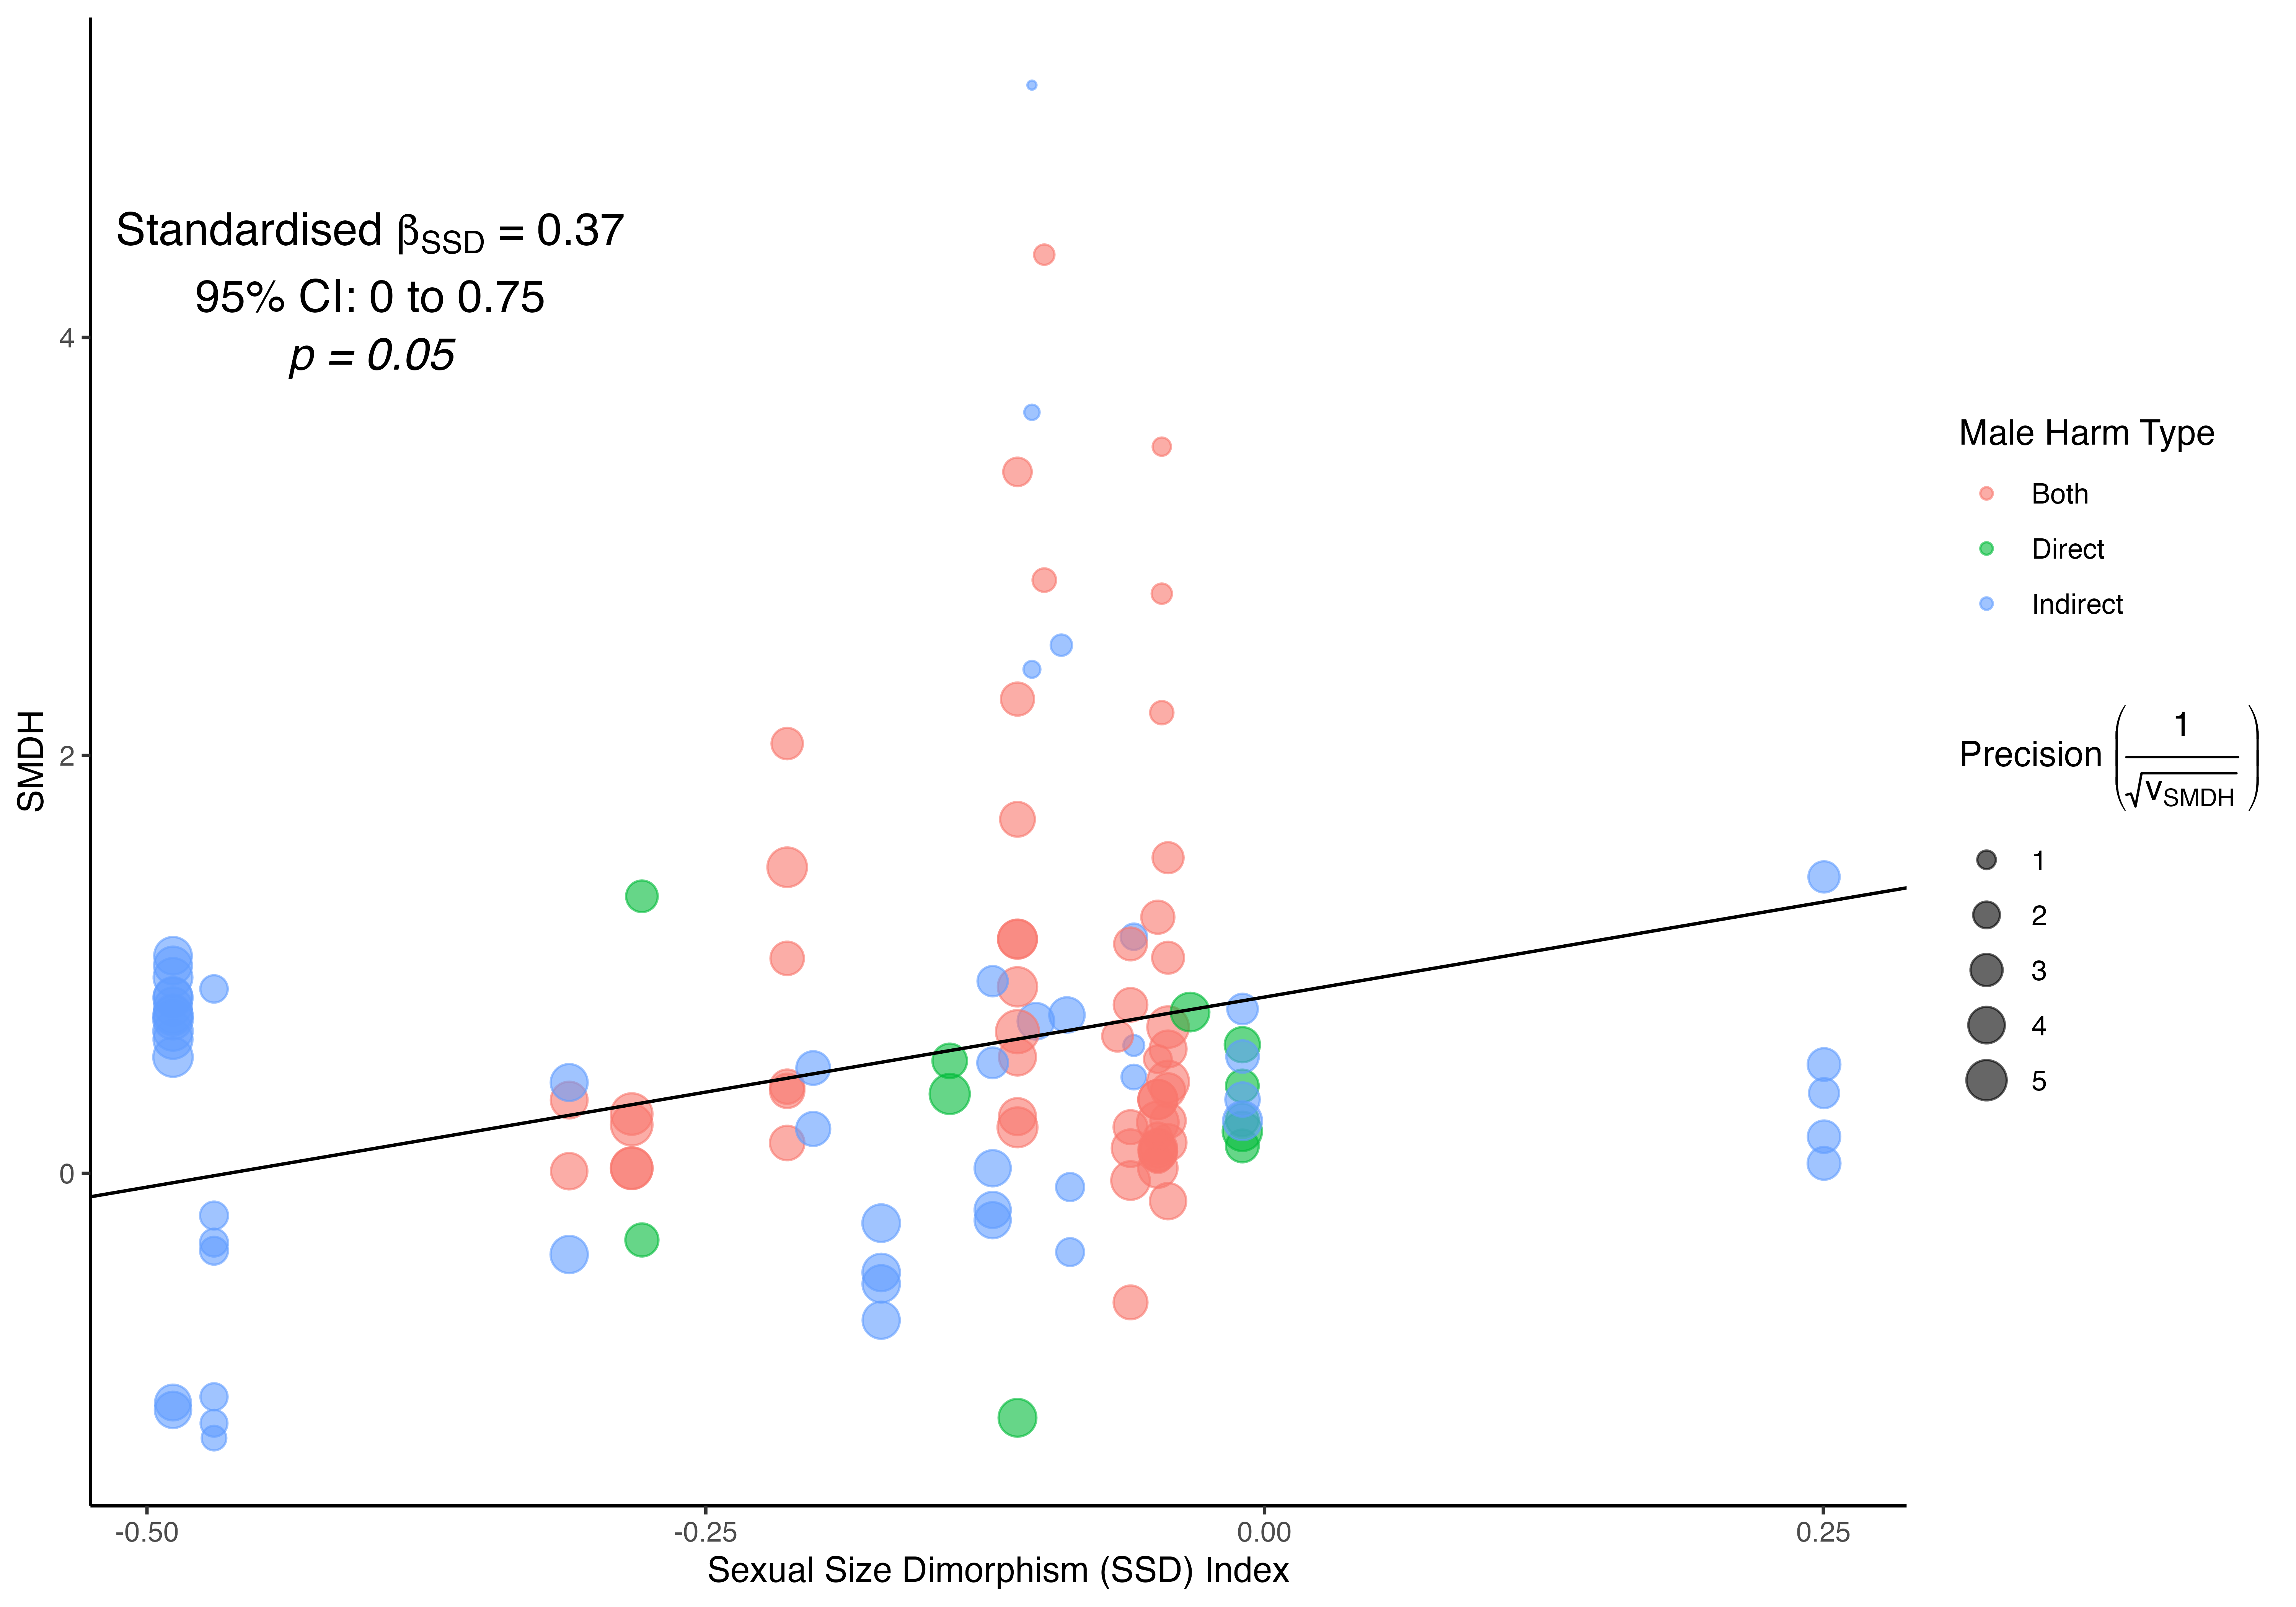 Standardised βSSD = 0.37
95% CI: 0 to 0.75
p = 0.05
4
2
0
SMDH
-0.50
-0.25
0.00
0.25
Sexual Size Dimorphism (SSD) Index
Male Harm Type
Both
Direct
Indirect
Precision (1/√vSMDH)
1
2
3
4
5